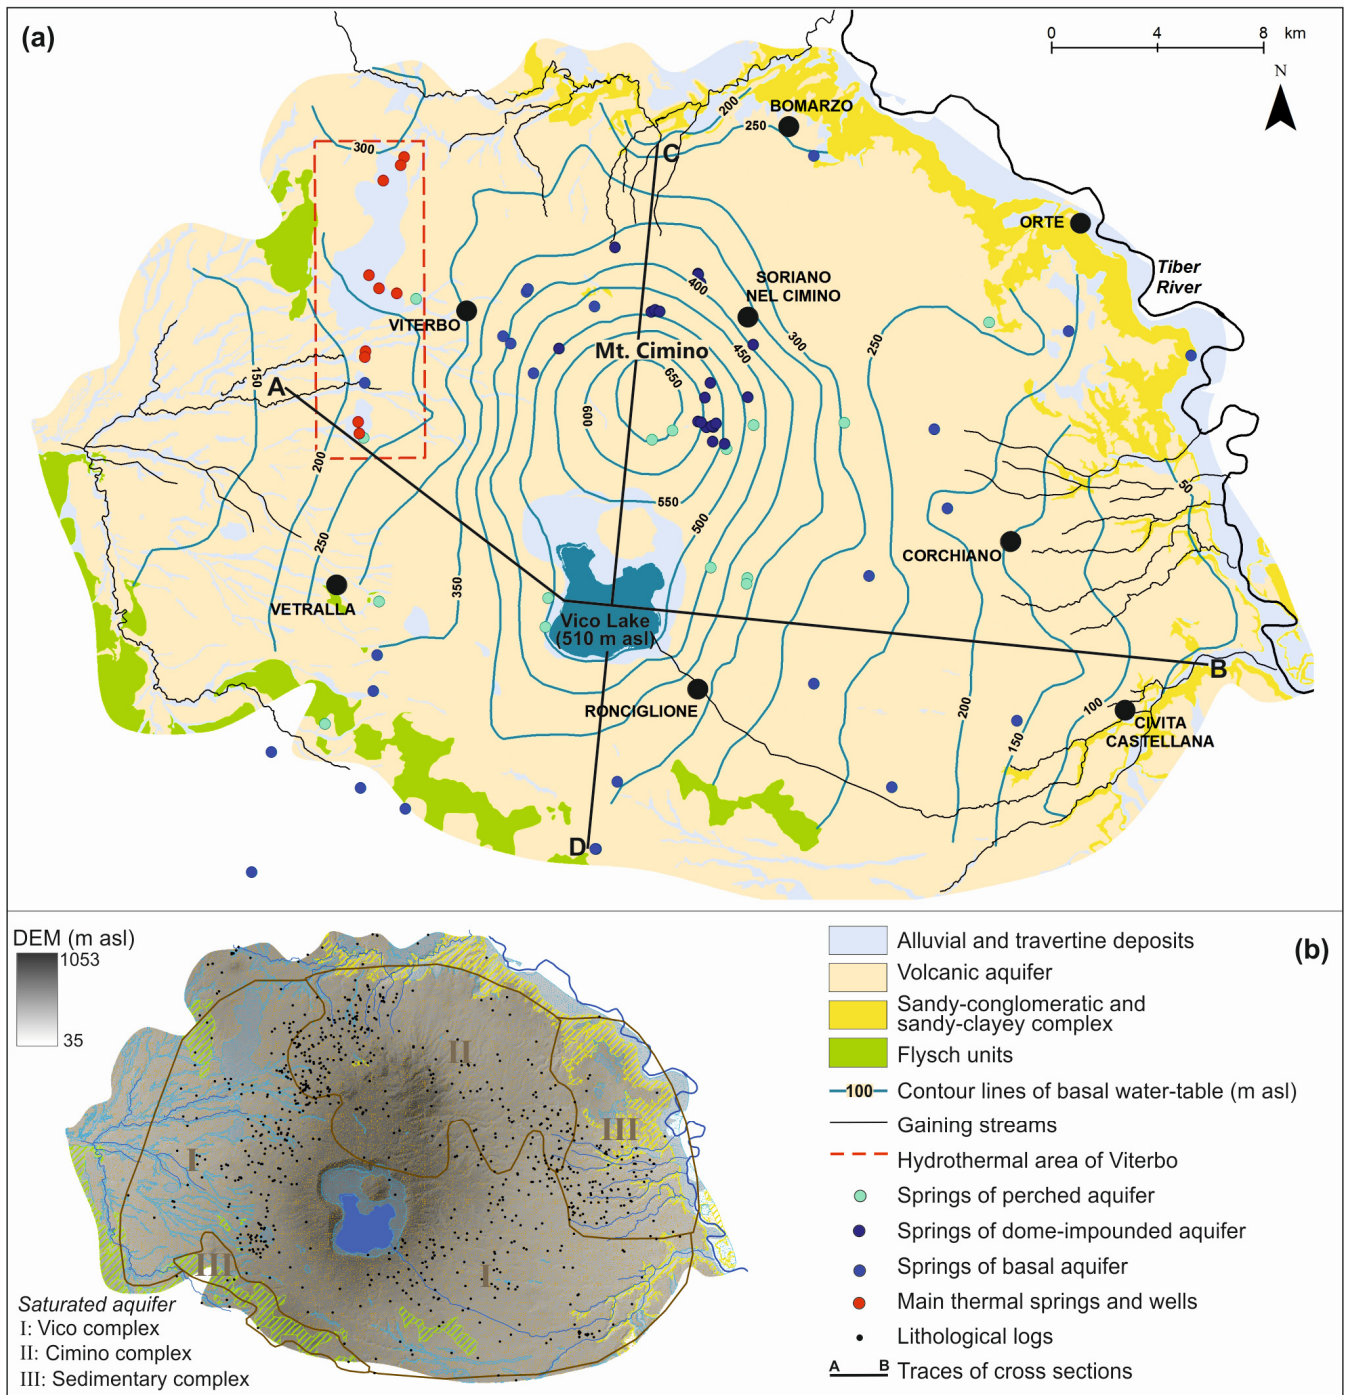 (a)
0 4 8 km
N
200
BOMARZO
250
C
300
ORTE
Tiber
River
SORIANO
NEL CIMINO
400
VITERBO
300
250
Mt. Cimino
450
150
A
650
600
200
550
50
500
250
CORCHIANO
350
VETRALLA
Vico Lake
(510 m asl)
B
RONCIGLIONE
200
100
150
CIVITA
CASTELLANA
D
DEM (m asl)
1053
35
II
III
I
III
I
Saturated aquifer
I: Vico complex
II: Cimino complex
III: Sedimentary complex
(b)
Alluvial and travertine deposits
Volcanic aquifer
Sandy-conglomeratic and
sandy-clayey complex
Flysch units
100 Contour lines of basal water-table (m asl)
Gaining streams
Hydrothermal area of Viterbo
Springs of perched aquifer
Springs of dome-impounded aquifer
Springs of basal aquifer
Main thermal springs and wells
Lithological logs
A B Traces of cross sections